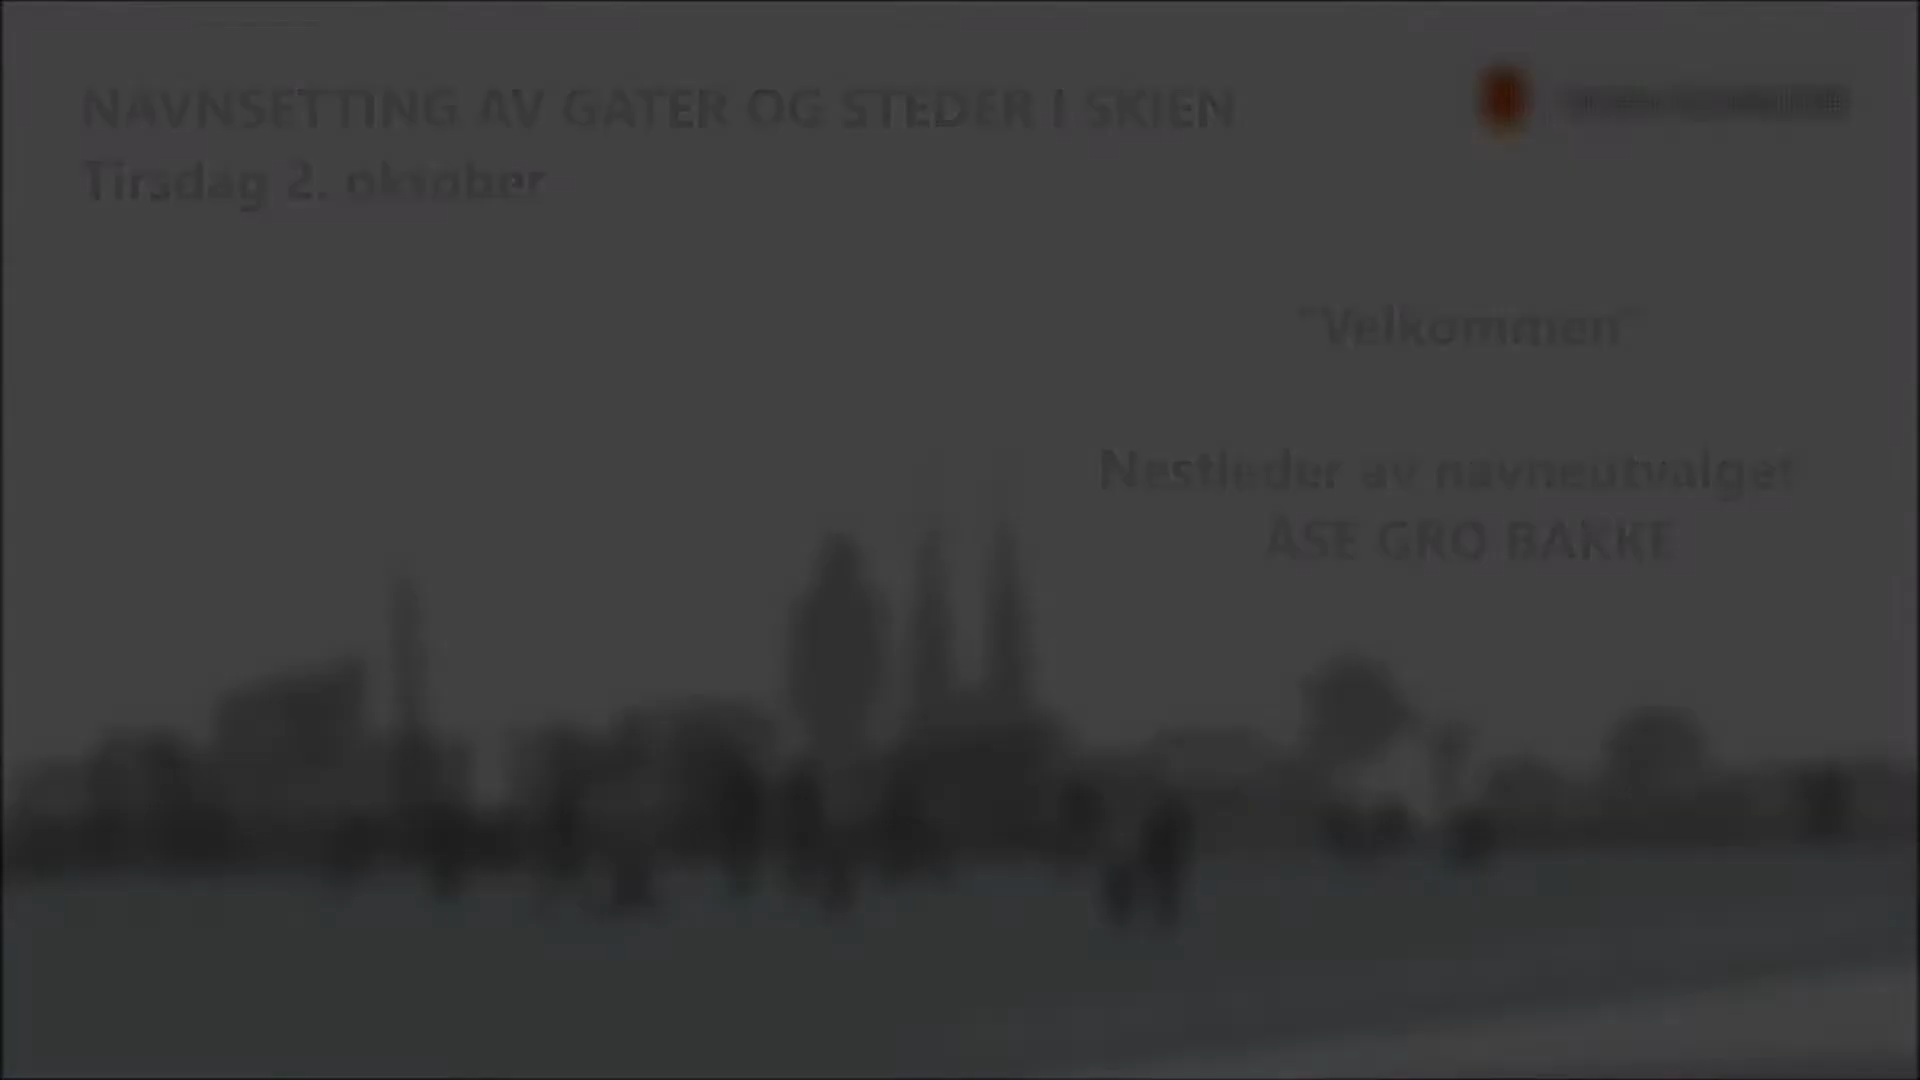 NAVNSETTING AV GATER OG STEDER I SKIEN
Tirsdag 2. oktober
"Velkommen"
Nestleder av navneutvalget
ÅSE GRO BAKKE